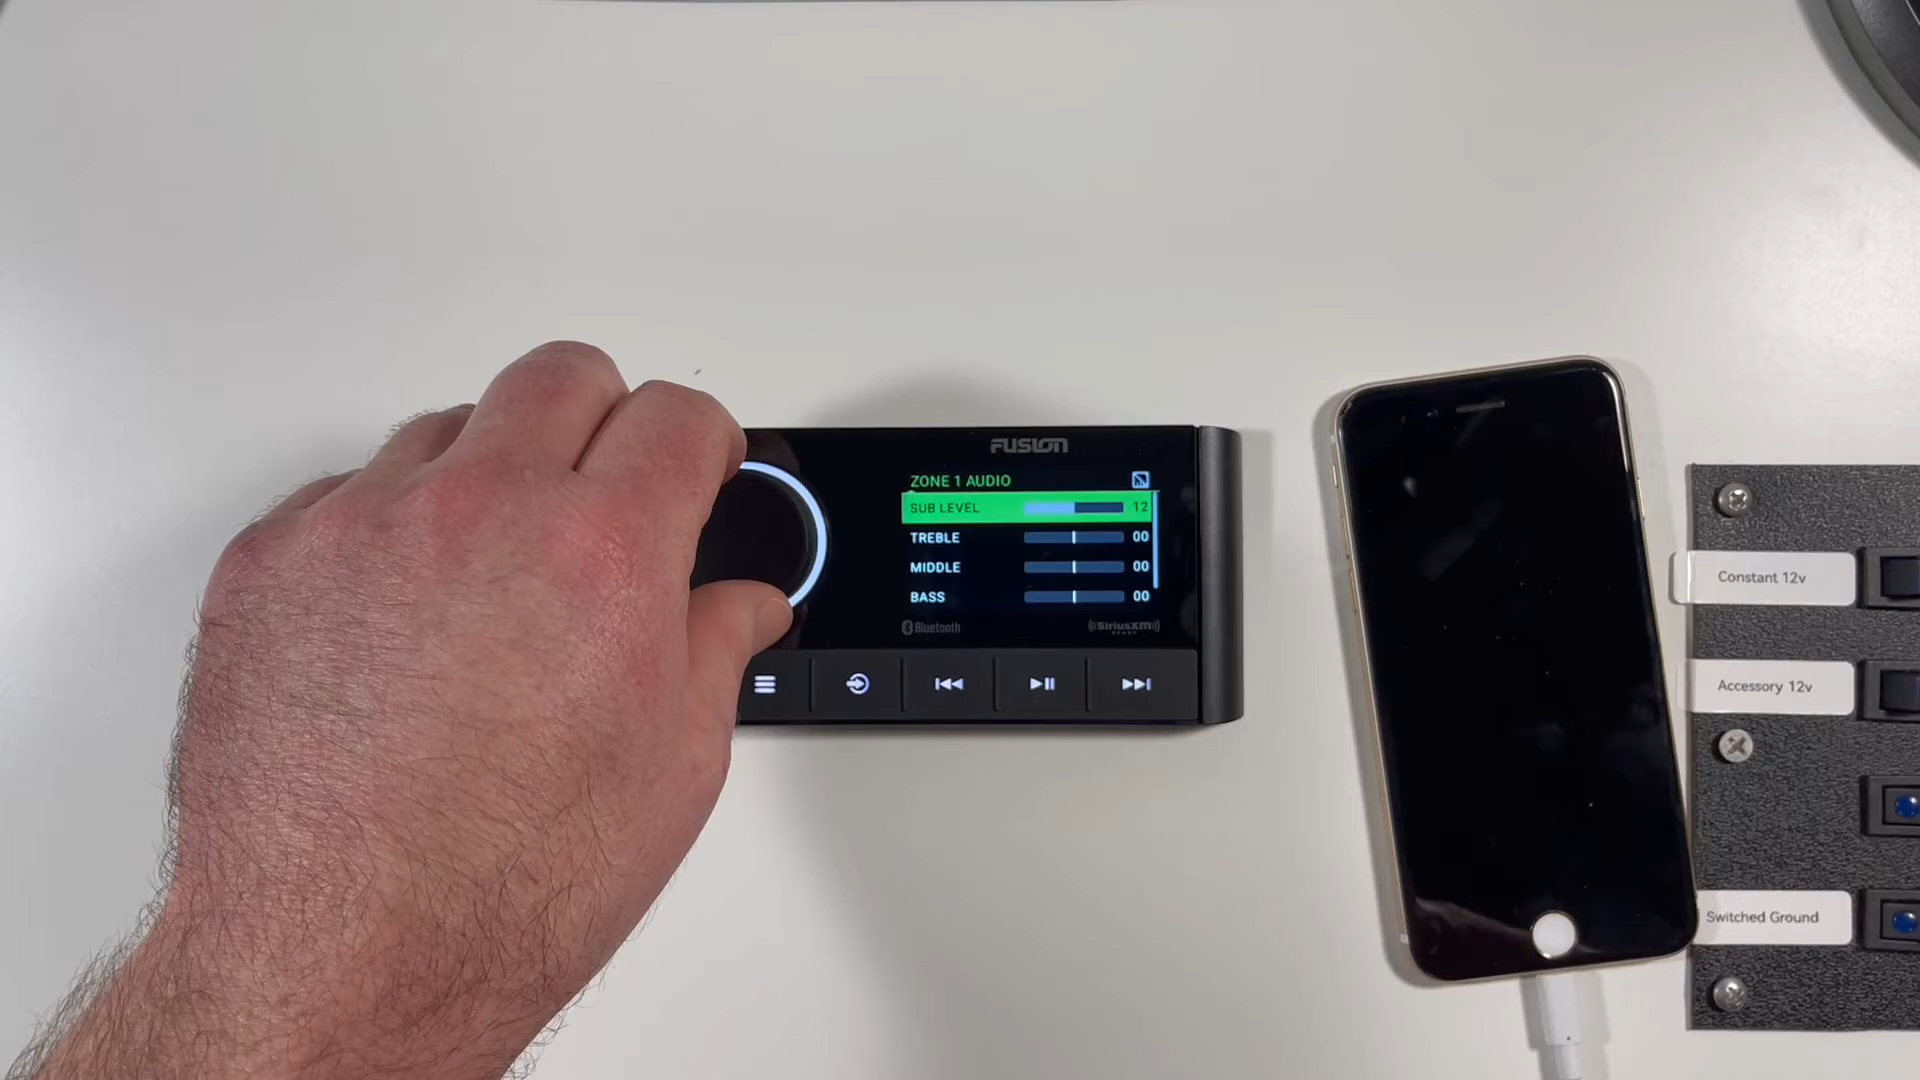 FUSION
ZONE 1 AUDIO
SUB LEVEL 12
TREBLE 00
MIDDLE 00
BASS 00
Bluetooth
SiriusXM
READY
Constant 12v
Accessory 12v
Switched Ground